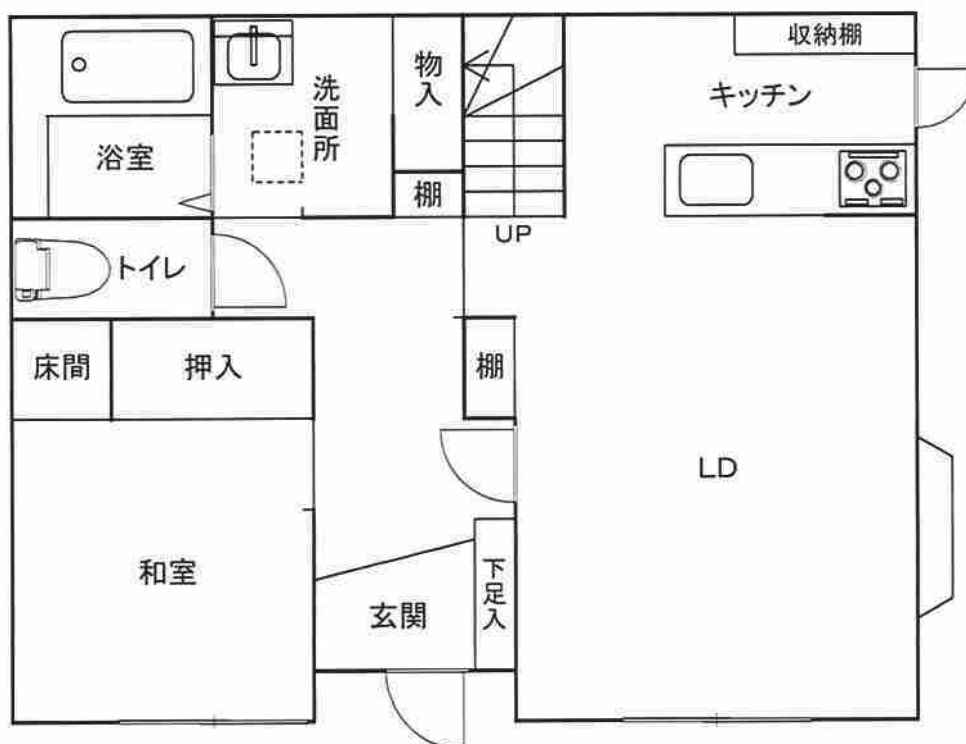 収納棚
物入
洗面所
キッチン
浴室
棚
UP
トイレ
床間
押入
棚
LD
和室
下足入
玄関